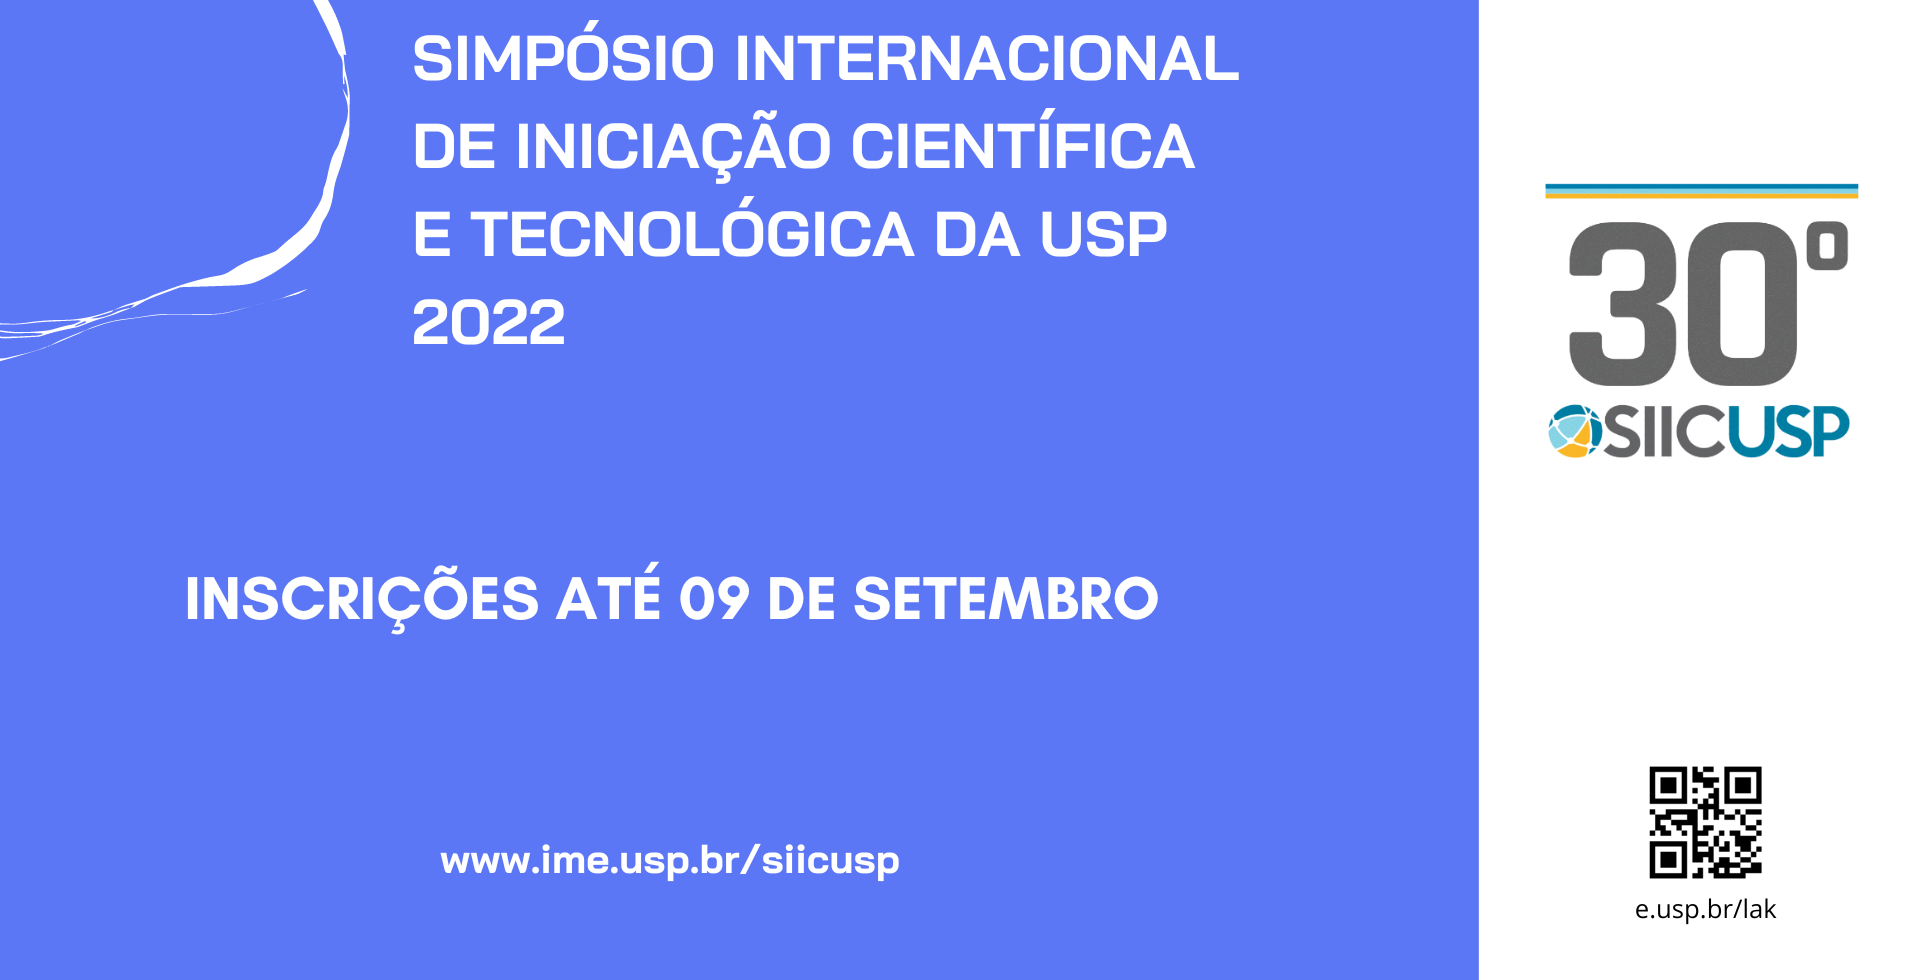 SIMPÓSIO INTERNACIONAL
DE INICIAÇÃO CIENTÍFICA
E TECNOLÓGICA DA USP
2022
INSCRIÇÕES ATÉ 09 DE SETEMBRO
www.ime.usp.br/siicusp
30º
SIICUSP
e.usp.br/lak